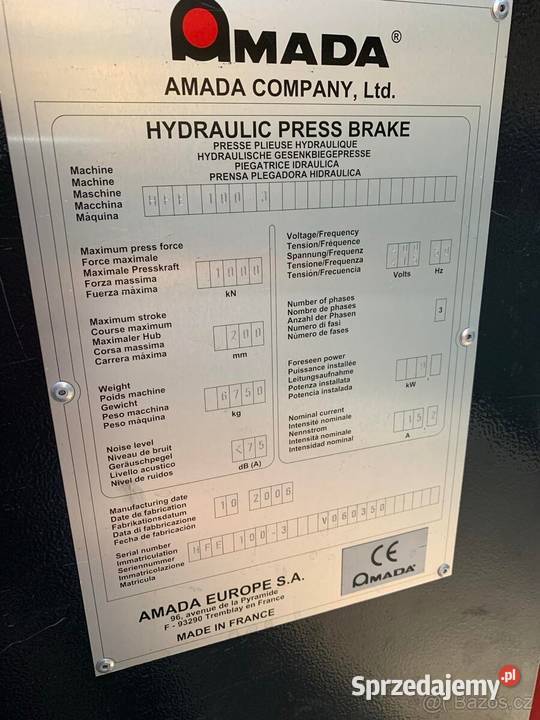 AMADA®
AMADA COMPANY, Ltd.
HYDRAULIC PRESS BRAKE
PRESSE PLIEUSE HYDRAULIQUE
HYDRAULISCHE GESENKBIEGEPRESSE
PIEGATRICE IDRAULICA
PRENSA PLEGADORA HIDRAULICA
Machine
Machine
Maschine
Macchina
Máquina
100 3
Maximum press force
Force maximale
Maximale Presskraft
Forza massima
Fuerza máxima
1000
kN
Maximum stroke
Course maximum
Maximaler Hub
Corsa massima
Carrera máxima
200
mm
Weight
Poids machine
Gewicht
Peso macchina
Peso máquina
6750
kg
Noise level
Niveau de bruit
Geräuschpegel
Livello acustico
Nivel de ruidos
<75
dB (A)
Voltage/Frequency
Tension/Fréquence
Spannung/Frequenz
Tensione/Frequenza
Tensión/Frecuencia
Volts
Hz
Number of phases
Nombre de phases
Anzahl der Phasen
Numero di fasi
Número de fases
3
Foreseen power
Puissance installée
Leitungsaufnahme
Potenza installata
Potencia instalada
kW
Nominal current
Intensité nominale
Nennstrom
Intensità nominale
Intensidad nominal
152
A
Manufacturing date
Date de fabrication
Fabrikationsdatum
Data di fabbricazione
Fecha de fabricación
10 2006
Serial number
Immatriculation
Seriennummer
Immatricolazione
Matricula
HFE 100-3 V060350
AMADA EUROPE S.A.
96, avenue de la Pyramide
F - 93290 Tremblay en France
MADE IN FRANCE
CE
AMADA
Sprzedajemy.pl
Bazos.cz